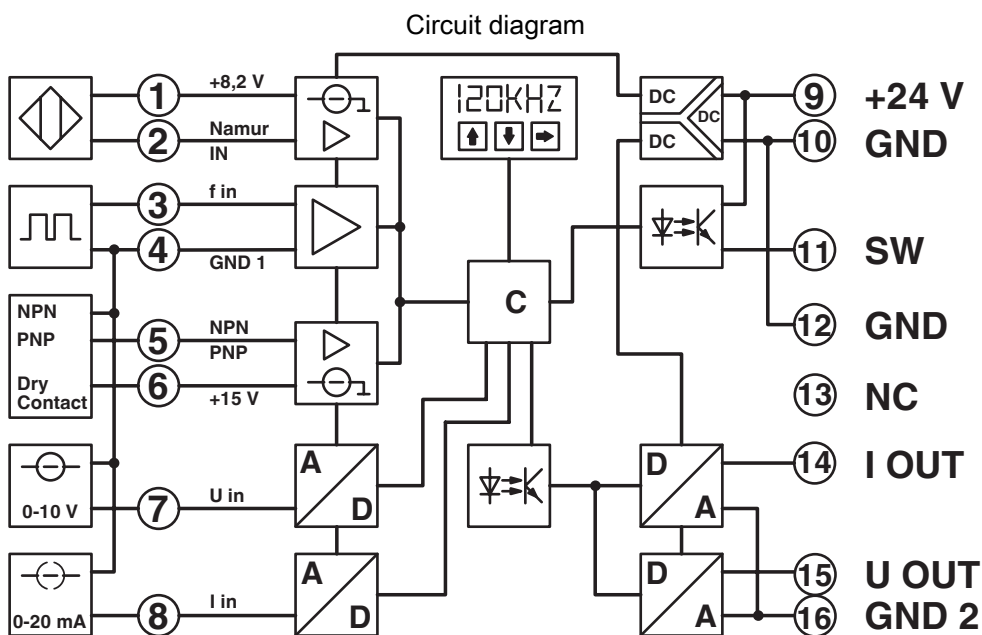 Circuit diagram
1
+8,2 V
2
Namur
IN
3
f in
4
GND 1
NPN
PNP
Dry
Contact
5
NPN
PNP
6
+15 V
0-10 V
7
U in
0-20 mA
8
I in
A
D
A
D
120KHZ
C
DC
DC
DC
D
A
D
A
9 +24 V
10 GND
11 SW
12 GND
13 NC
14 I OUT
15 U OUT
16 GND 2